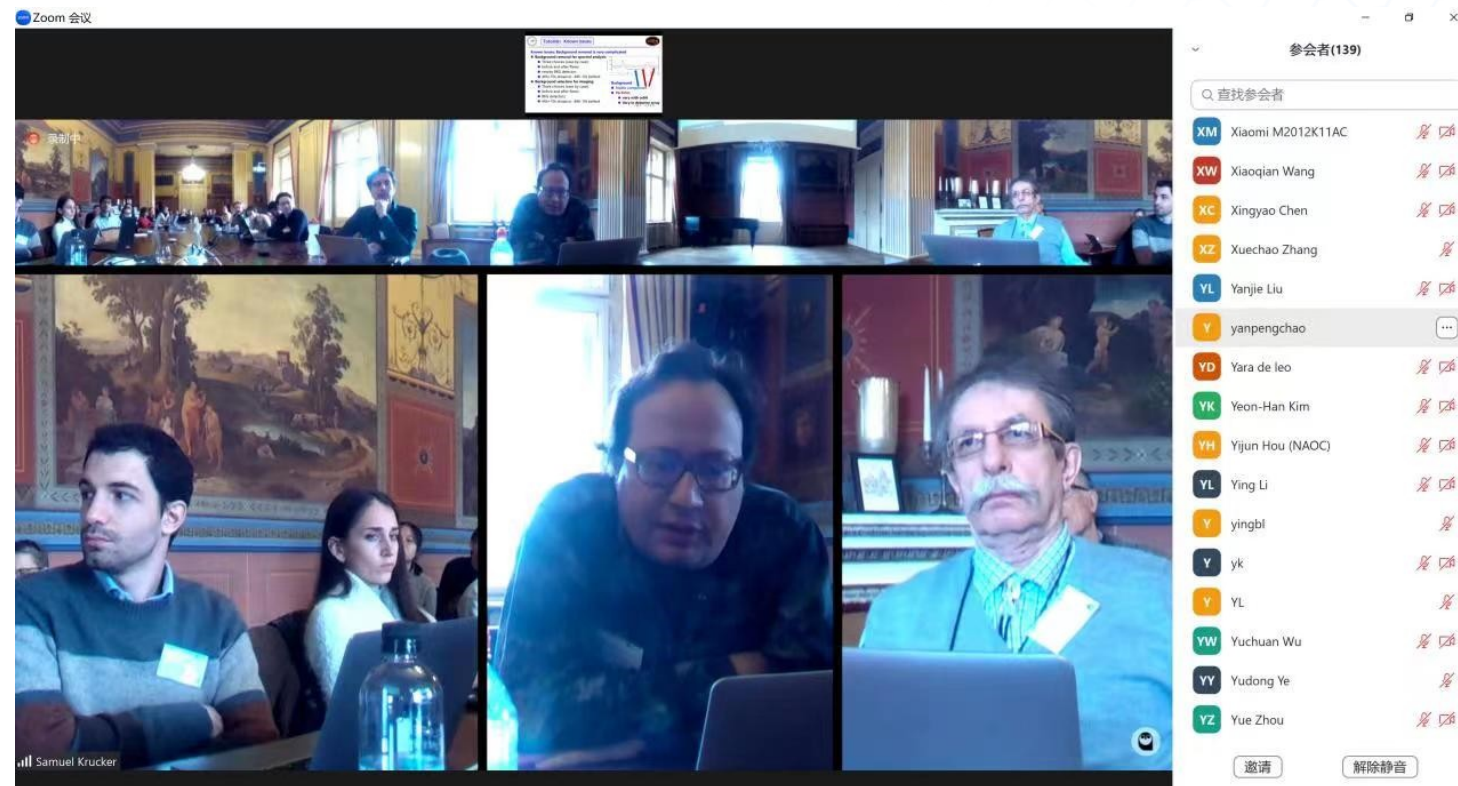 Zoom 会议
录制中
Samuel Krucker
参会者(139)
查找参会者
XM Xiaomi M2012K11AC
XW Xiaoqian Wang
XC Xingyao Chen
XZ Xuechao Zhang
YL Yanjie Liu
Y yanpengchao
YD Yara de leo
YK Yeon-Han Kim
YH Yijun Hou (NAOC)
YL Ying Li
Y yingbl
Y yk
Y YL
YW Yuchuan Wu
YY Yudong Ye
YZ Yue Zhou
邀请
解除静音